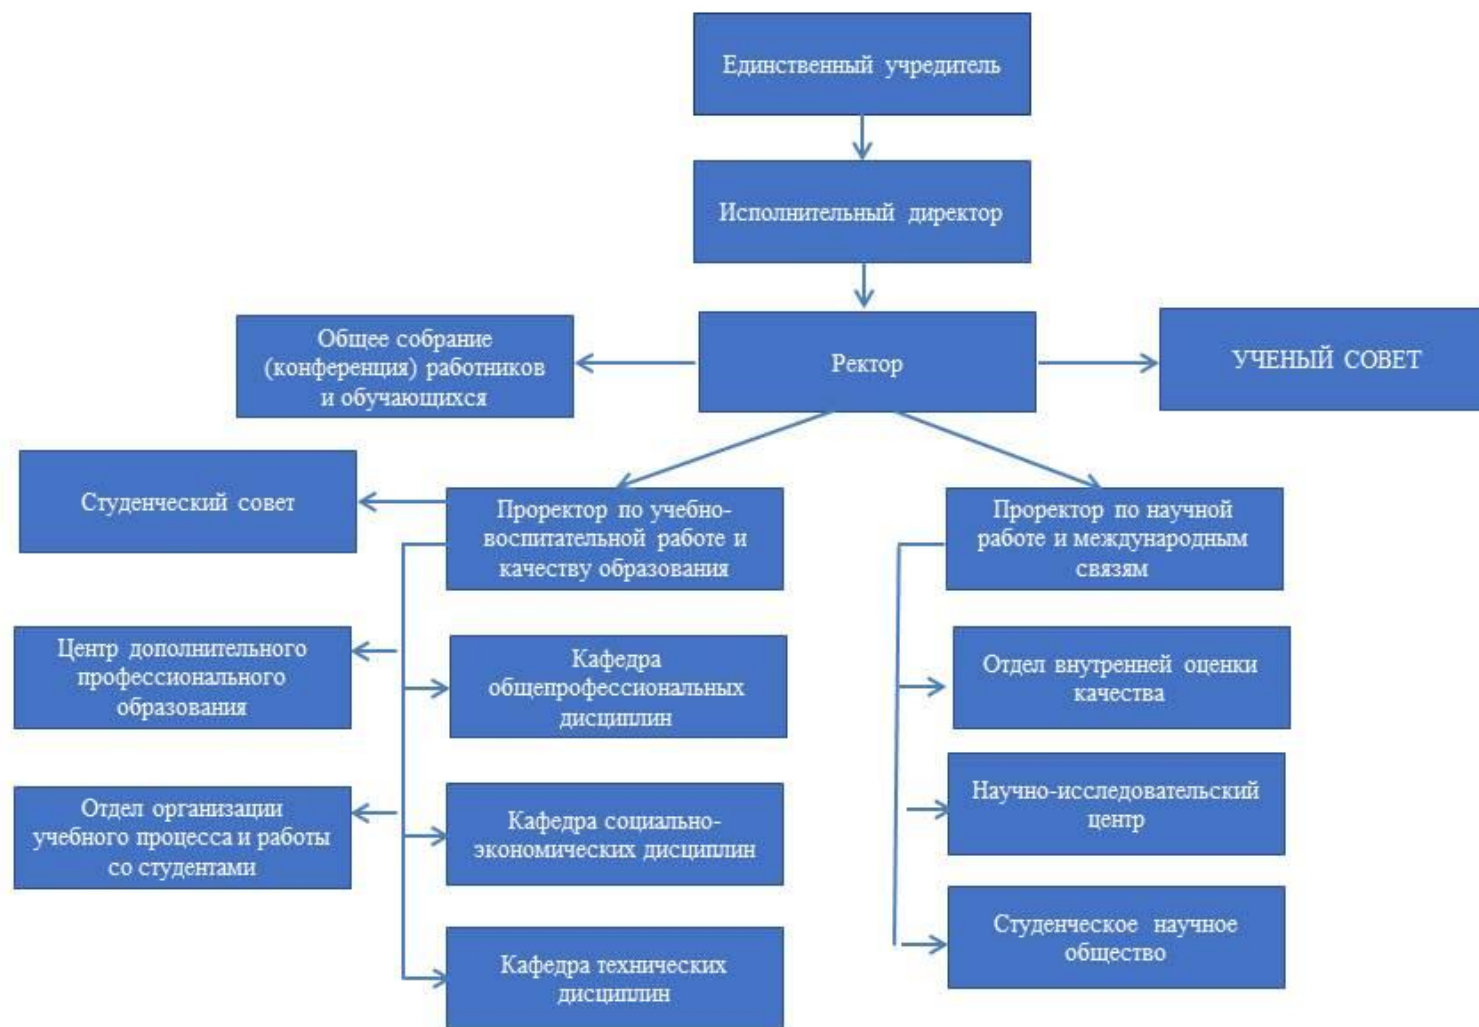 Единственный учредитель
Исполнительный директор
Общее собрание
(конференция) работников
и обучающихся
Ректор
УЧЕНЫЙ СОВЕТ
Студенческий совет
Проректор по учебно-
воспитательной работе и
качеству образования
Проректор по научной
работе и международным
связям
Центр дополнительного
профессионального
образования
Кафедра
общепрофессиональных
дисциплин
Отдел внутренней оценки
качества
Отдел организации
учебного процесса и работы
со студентами
Кафедра социально-
экономических дисциплин
Научно-исследовательский
центр
Кафедра технических
дисциплин
Студенческое научное
общество